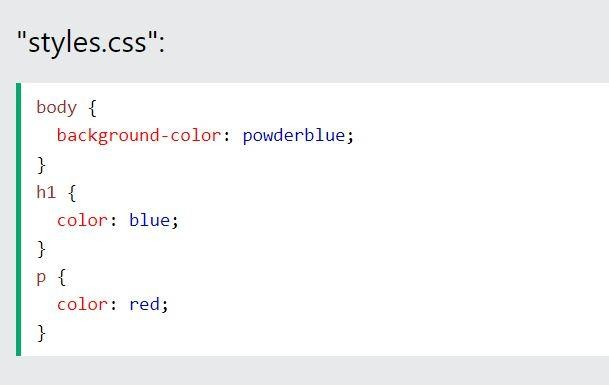 "styles.css":
body {
  background-color: powderblue;
}
h1 {
  color: blue;
}
p {
  color: red;
}